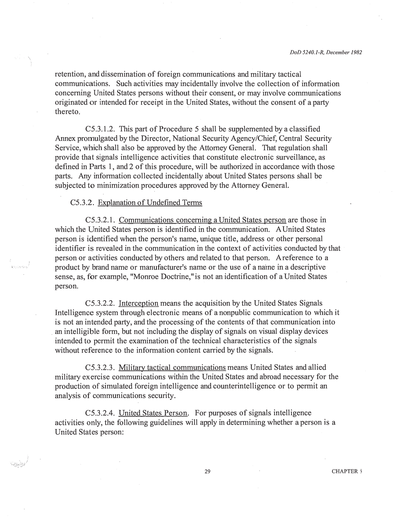 DoD 5240.1-R, December 1982
retention, and dissemination of foreign communications and military tactical
communications. Such activities may incidentally involve the collection of information
concerning United States persons without their consent, or may involve communications
originated or intended for receipt in the United States, without the consent of a party
thereto.
C5.3.1.2. This part of Procedure 5 shall be supplemented by a classified
Annex promulgated by the Director, National Security Agency/Chief, Central Security
Service, which shall also be approved by the Attorney General. That regulation shall
provide that signals intelligence activities that constitute electronic surveillance, as
defined in Parts 1, and 2 of this procedure, will be authorized in accordance with those
parts. Any information collected incidentally about United States persons shall be
subjected to minimization procedures approved by the Attorney General.
C5.3.2. Explanation of Undefined Terms
C5.3.2.1. Communications concerning a United States person are those in
which the United States person is identified in the communication. A United States
person is identified when the person's name, unique title, address or other personal
identifier is revealed in the communication in the context of activities conducted by that
person or activities conducted by others and related to that person. A reference to a
product by brand name or manufacturer's name or the use of a name in a descriptive
sense, as, for example, "Monroe Doctrine," is not an identification of a United States
person.
C5.3.2.2. Interception means the acquisition by the United States Signals
Intelligence system through electronic means of a nonpublic communication to which it
is not an intended party, and the processing of the contents of that communication into
an intelligible form, but not including the display of signals on visual display devices
intended to permit the examination of the technical characteristics of the signals
without reference to the information content carried by the signals.
C5.3.2.3. Military tactical communications means United States and allied
military exercise communications within the United States and abroad necessary for the
production of simulated foreign intelligence and counterintelligence or to permit an
analysis of communications security.
C5.3.2.4. United States Person. For purposes of signals intelligence
activities only, the following guidelines will apply in determining whether a person is a
United States person:
29
CHAPTER